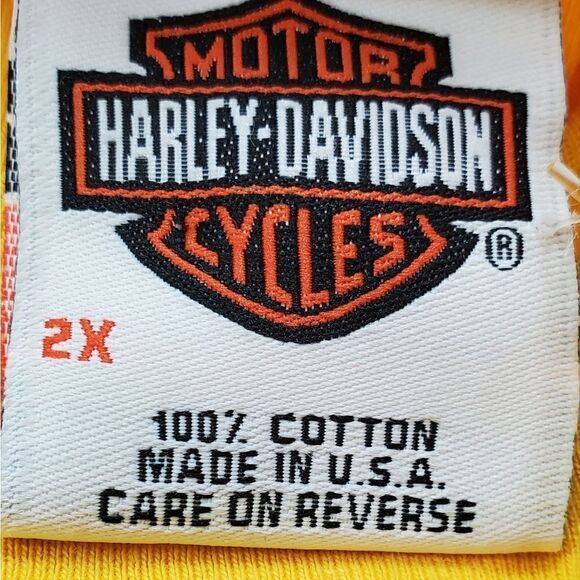 MOTOR
HARLEY-DAVIDSON
CYCLES
®
2X
100% COTTON
MADE IN U.S.A.
CARE ON REVERSE